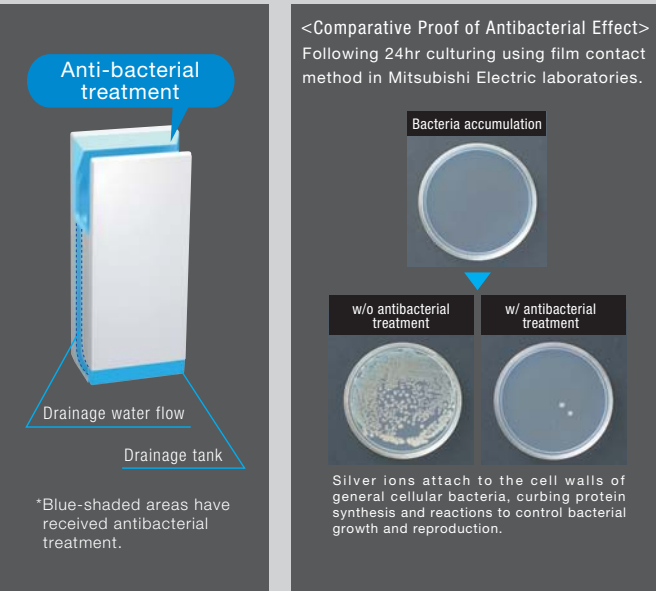 Anti-bacterial
treatment
Drainage water flow
Drainage tank
*Blue-shaded areas have
received antibacterial
treatment.
<Comparative Proof of Antibacterial Effect>
Following 24hr culturing using film contact
method in Mitsubishi Electric laboratories.
Bacteria accumulation
w/o antibacterial
treatment
w/ antibacterial
treatment
Silver ions attach to the cell walls of
general cellular bacteria, curbing protein
synthesis and reactions to control bacterial
growth and reproduction.